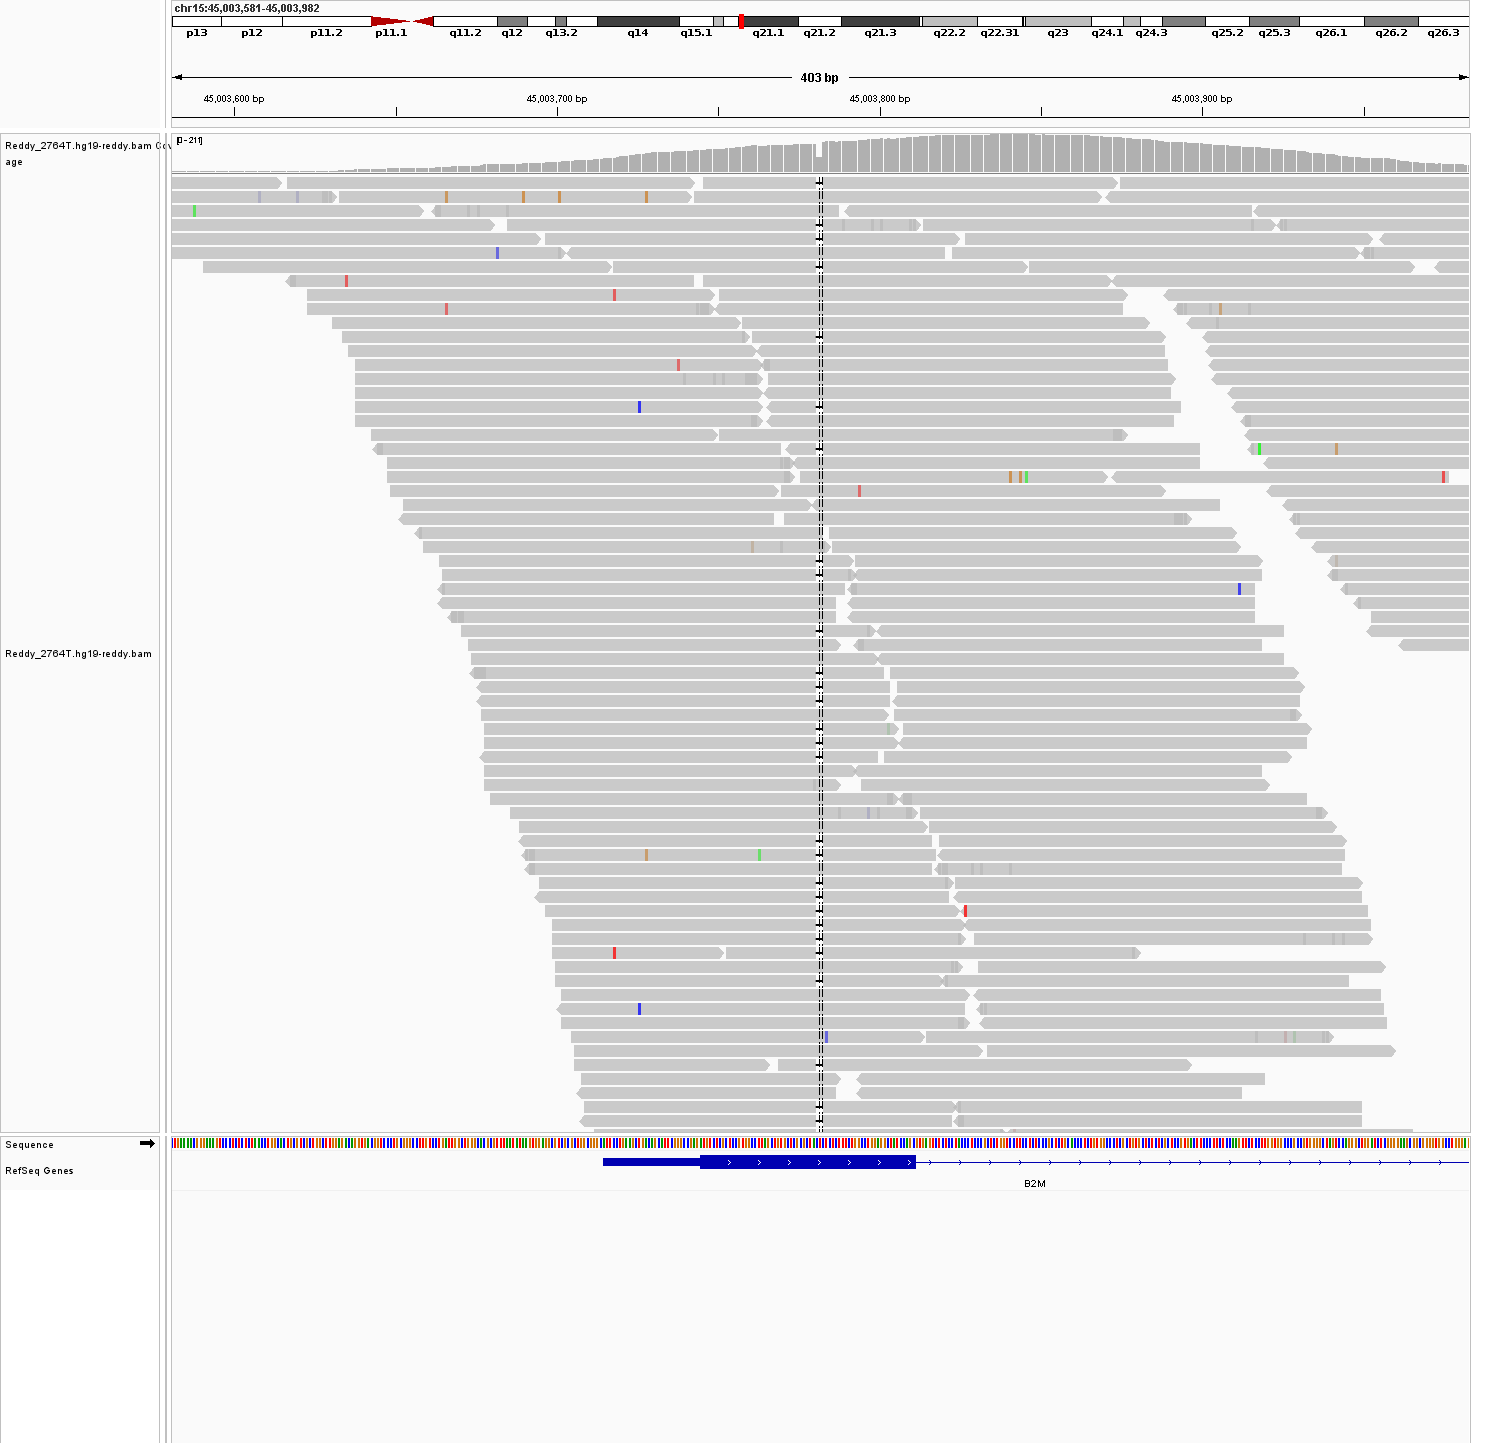 chr15:45,003,581-45,003,982
p13 p12 p11.2 p11.1 q11.2 q12 q13.2 q14 q15.1 q21.1 q21.2 q21.3 q22.2 q22.31 q23 q24.1 q24.3 q25.2 q25.3 q26.1 q26.2 q26.3
403 bp
45,003,600 bp 45,003,700 bp 45,003,800 bp 45,003,900 bp
Reddy_2764T.hg19-reddy.bam Cov
age
[0 - 211]
Reddy_2764T.hg19-reddy.bam
Sequence
RefSeq Genes
B2M